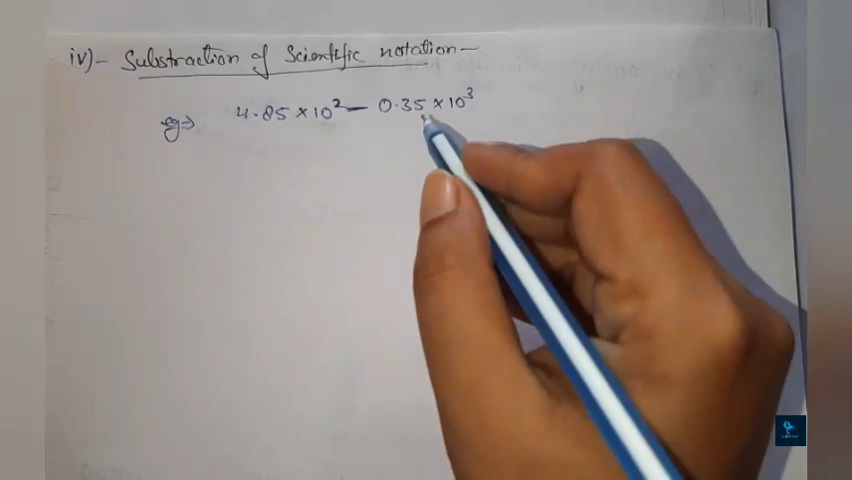 iv)- Substraction of Scientific notation-
eg⇒ 4.85 × 10² - 0.35 × 10³